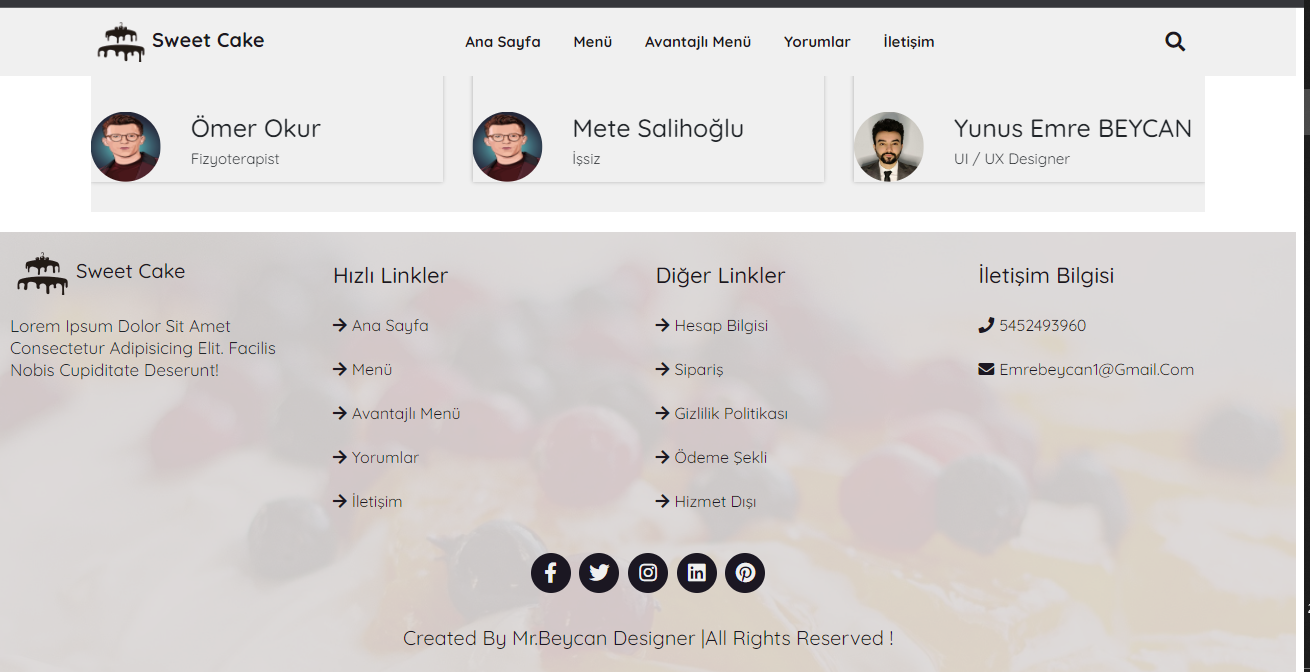 Sweet Cake
Ana Sayfa Menü Avantajlı Menü Yorumlar İletişim
Ömer Okur
Fizyoterapist
Mete Salihoğlu
İşsiz
Yunus Emre BEYCAN
UI / UX Designer
Sweet Cake
Lorem Ipsum Dolor Sit Amet
Consectetur Adipisicing Elit. Facilis
Nobis Cupiditate Deserunt!
Hızlı Linkler
Ana Sayfa
Menü
Avantajlı Menü
Yorumlar
İletişim
Diğer Linkler
Hesap Bilgisi
Sipariş
Gizlilik Politikası
Ödeme Şekli
Hizmet Dışı
İletişim Bilgisi
5452493960
Emrebeycan1@Gmail.Com
Created By Mr.Beycan Designer |All Rights Reserved !